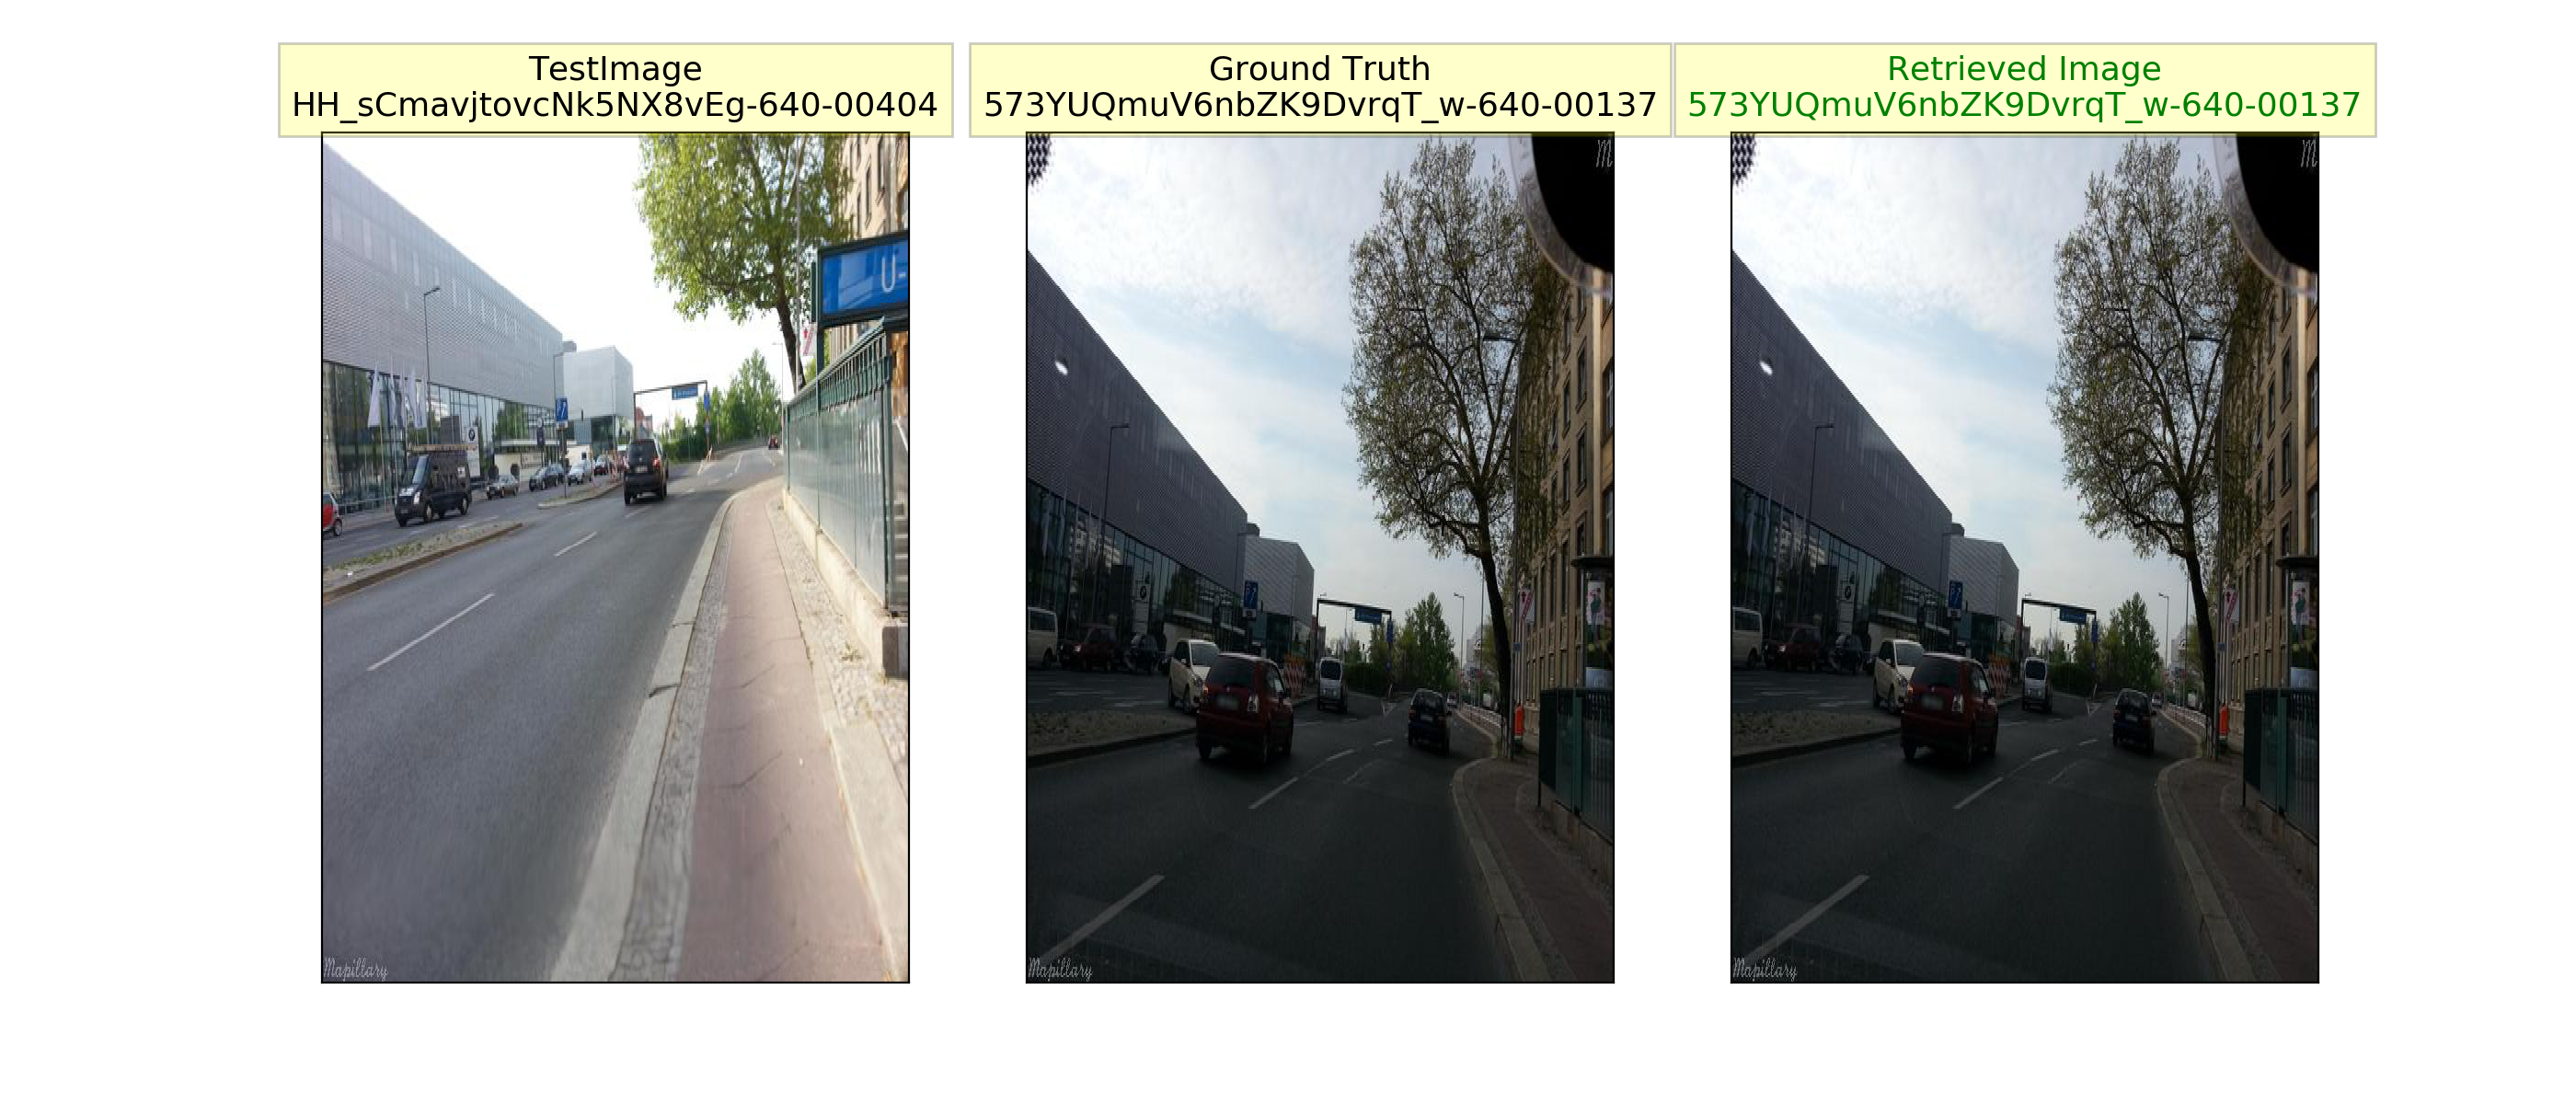 TestImage
HH_sCmavjtovcNk5NX8vEg-640-00404
Ground Truth
573YUQmuV6nbZK9DvrqT_w-640-00137
Retrieved Image
573YUQmuV6nbZK9DvrqT_w-640-00137
M
M
U-
Mapillary
Mapillary
Mapillary